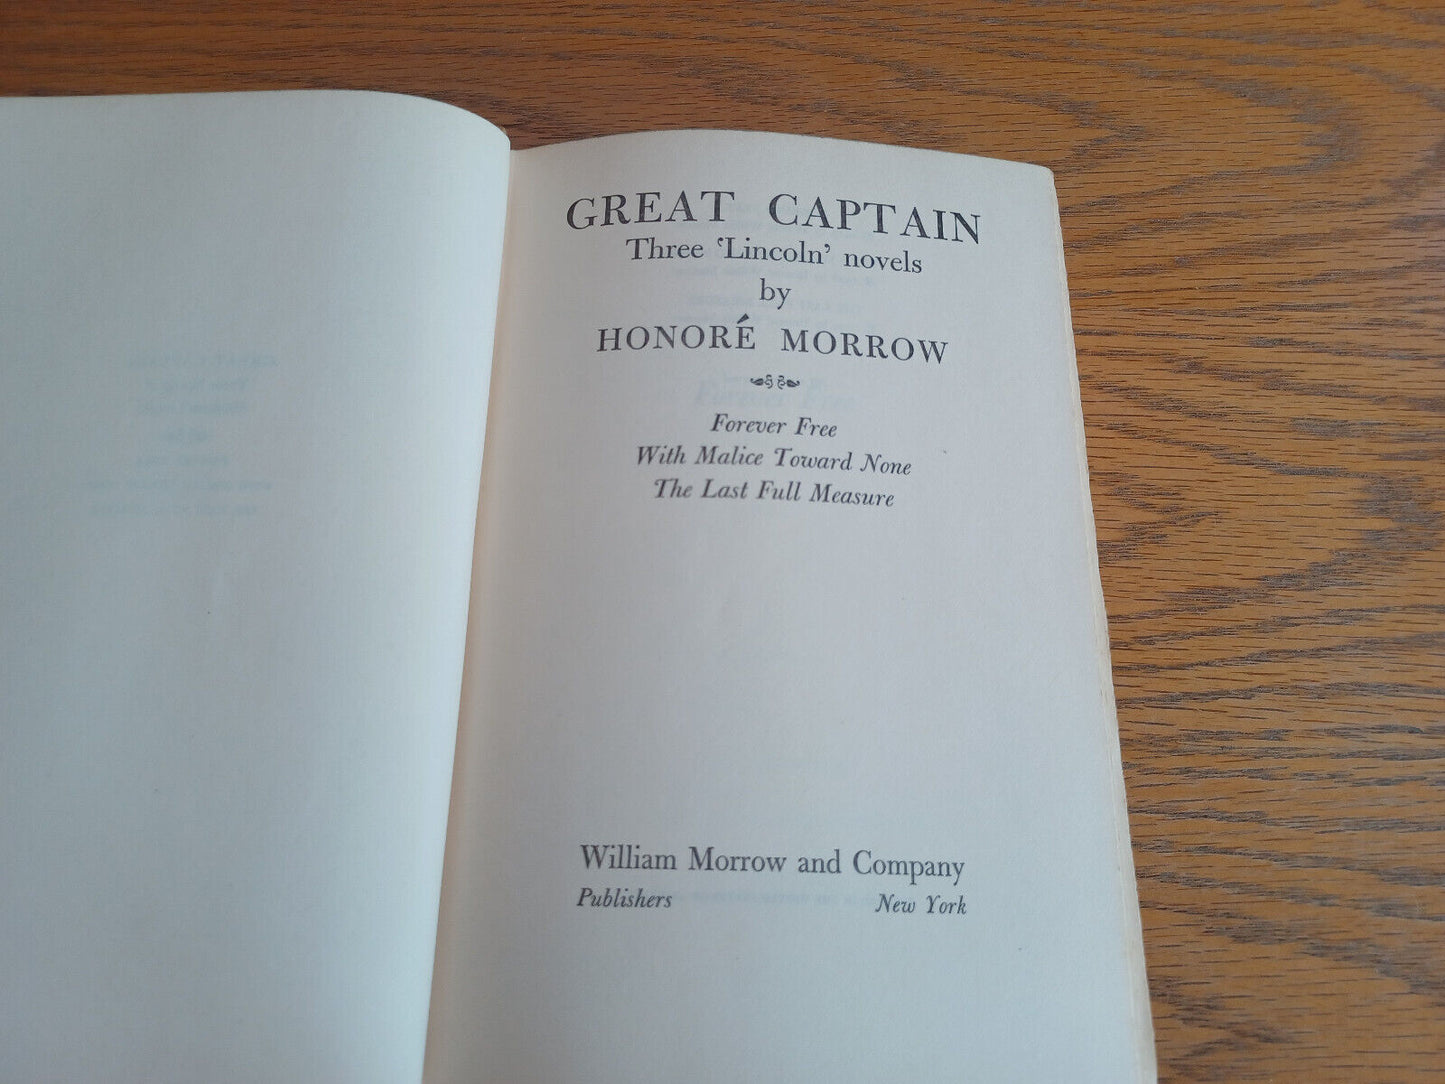 GREAT CAPTAIN
Three ‘Lincoln’ novels
by
HONORÉ MORROW
Forever Free
With Malice Toward None
The Last Full Measure
William Morrow and Company
Publishers New York